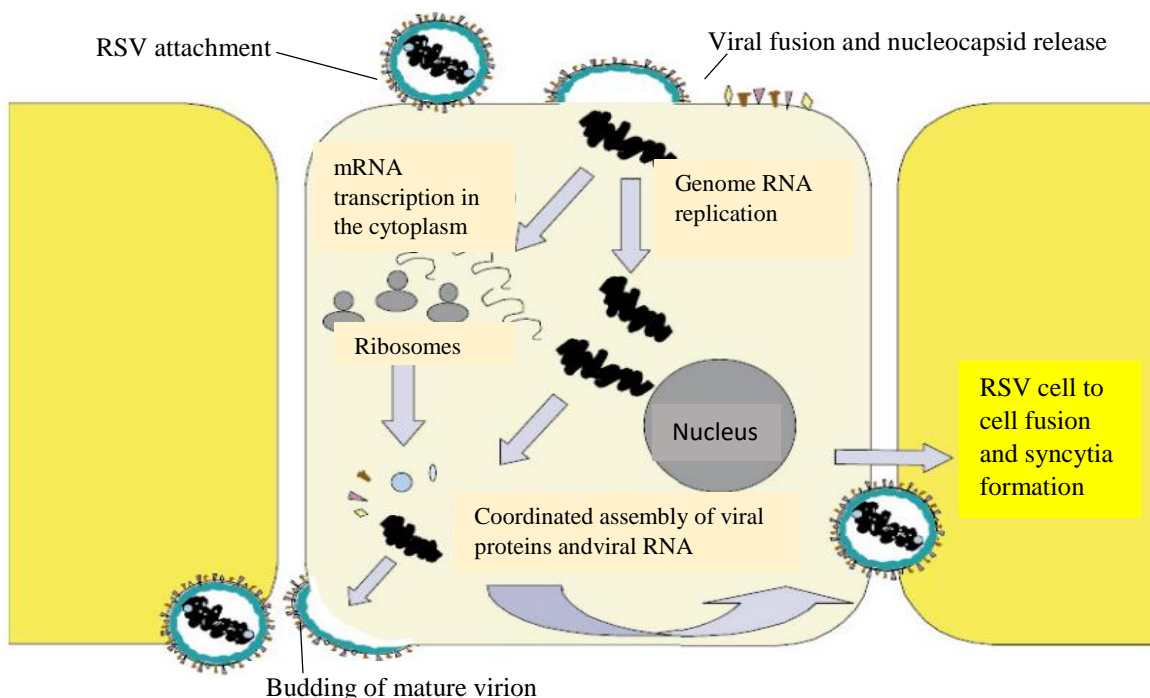 RSV attachment
Viral fusion and nucleocapsid release
mRNA
transcription in
the cytoplasm
Genome RNA
replication
Ribosomes
Nucleus
RSV cell to
cell fusion
and syncytia
formation
Coordinated assembly of viral
proteins andviral RNA
Budding of mature virion